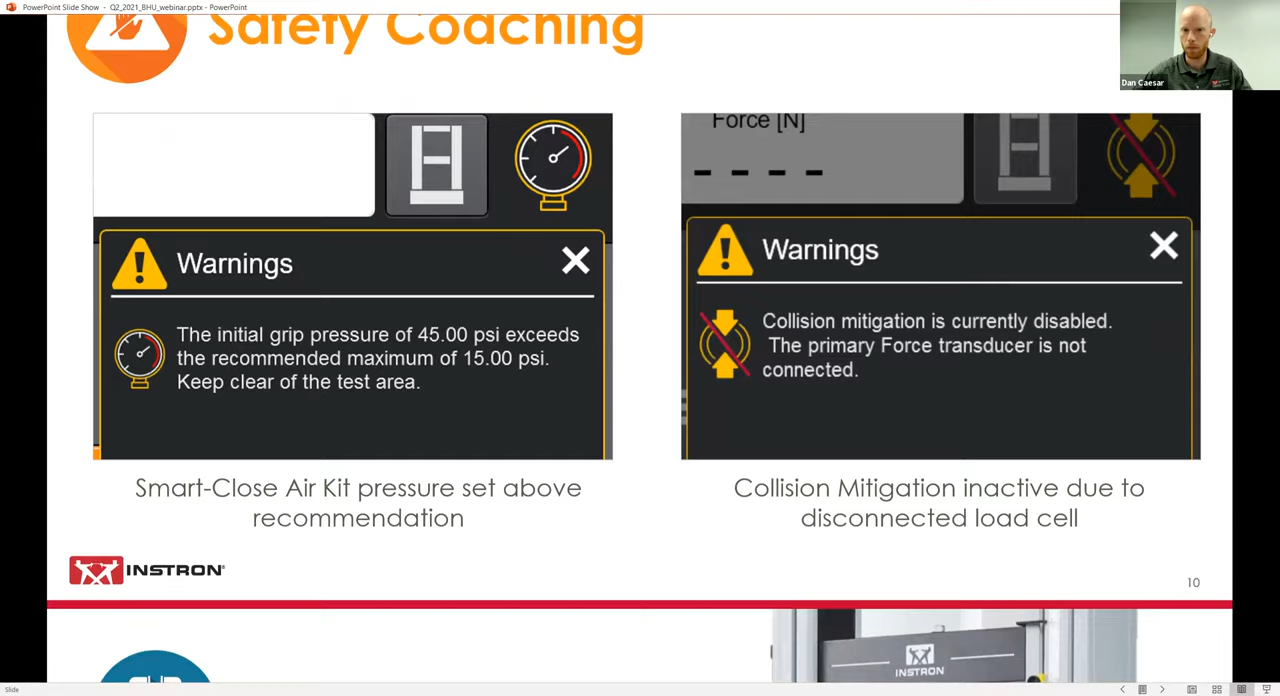 PowerPoint Slide Show - Q2_2021_BHU_webinar.pptx - PowerPoint
Safety Coaching
Dan Caesar
Warnings
The initial grip pressure of 45.00 psi exceeds
the recommended maximum of 15.00 psi.
Keep clear of the test area.
Smart-Close Air Kit pressure set above
recommendation
Force [N]
- - - -
Warnings
Collision mitigation is currently disabled.
The primary Force transducer is not
connected.
Collision Mitigation inactive due to
disconnected load cell
INSTRON®
10
INSTRON
Slide